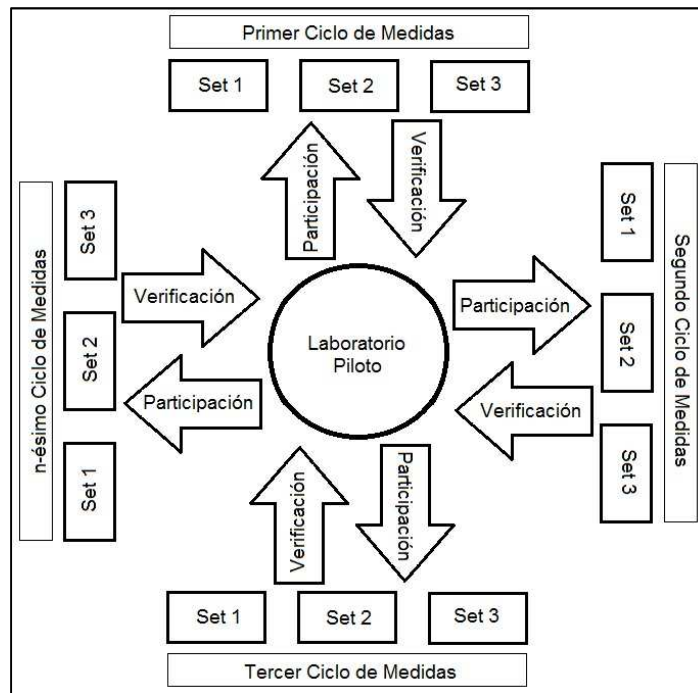 Primer Ciclo de Medidas
Set 1
Set 2
Set 3
Participación
Verificación
n-ésimo Ciclo de Medidas
Set 3
Set 2
Set 1
Verificación
Participación
Laboratorio
Piloto
Participación
Verificación
Set 1
Set 2
Set 3
Segundo Ciclo de Medidas
Verificación
Participación
Set 1
Set 2
Set 3
Tercer Ciclo de Medidas